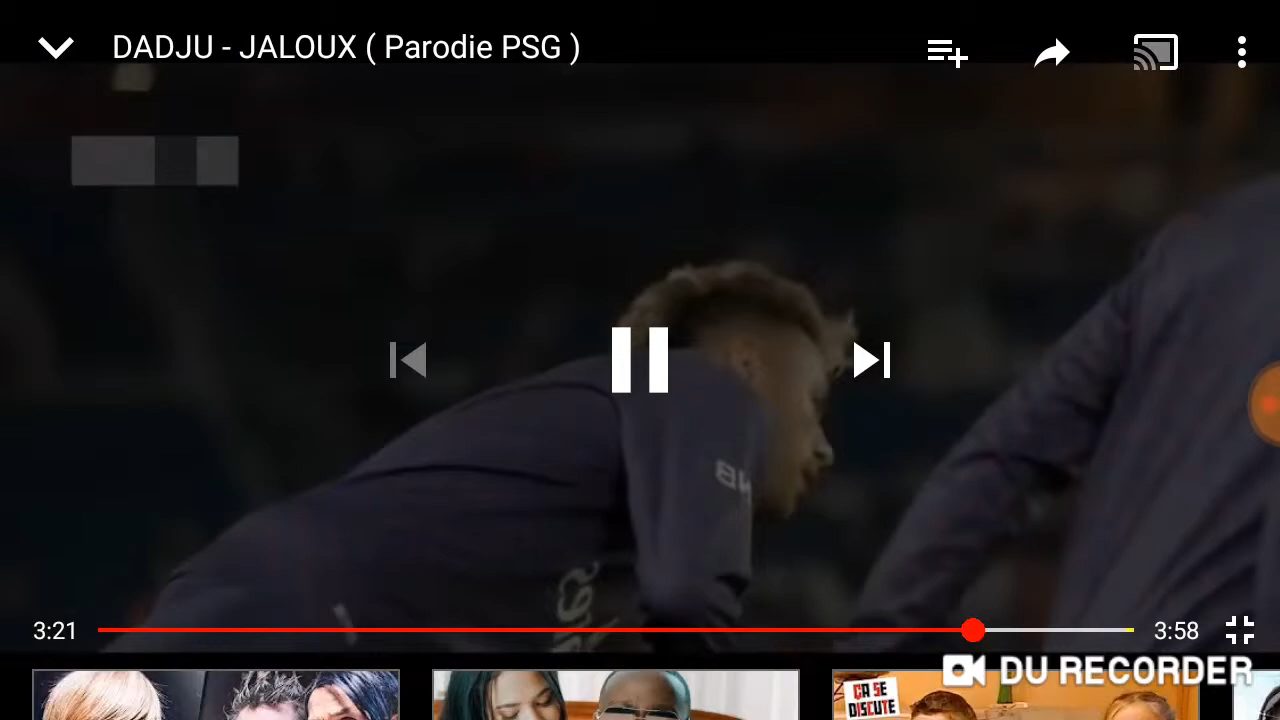 DADJU - JALOUX ( Parodie PSG )
3:21
3:58
DU RECORDER
ÇA SE
DISCUTE